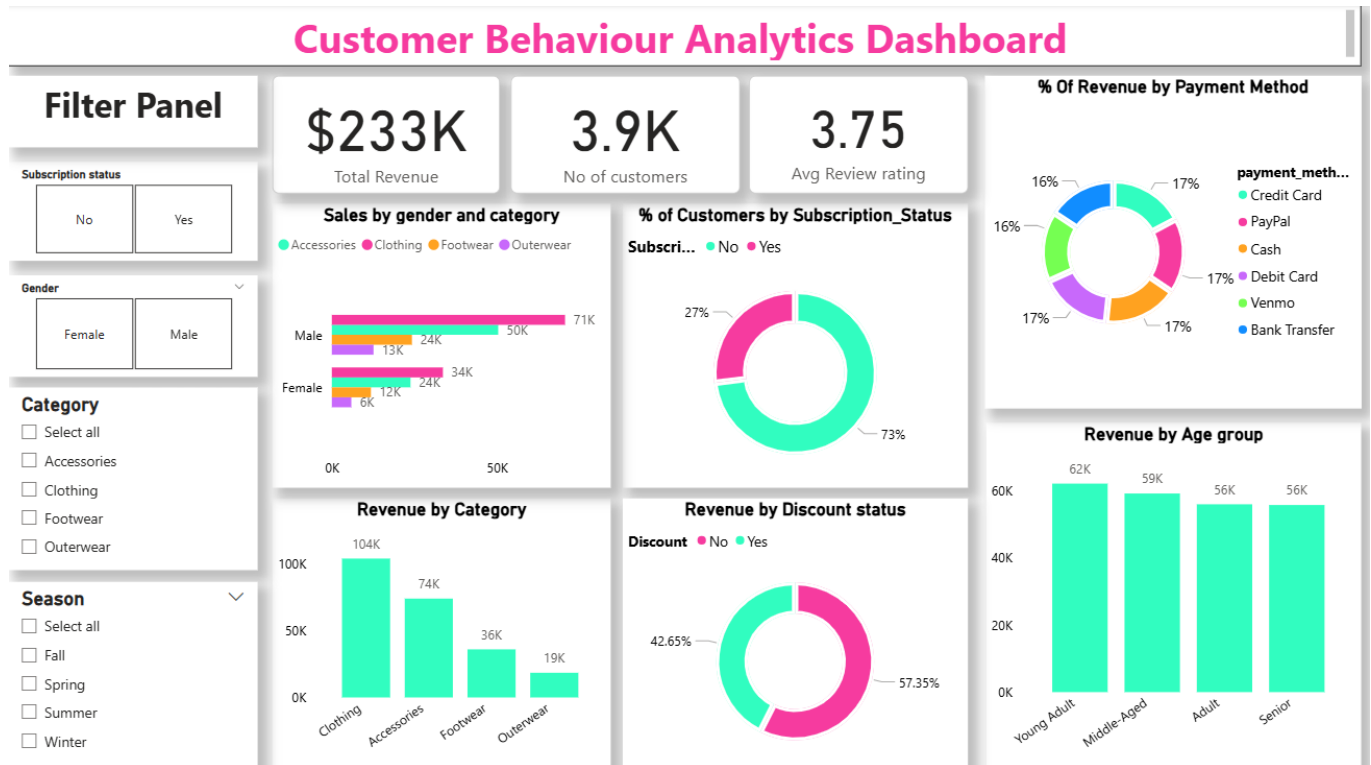 Customer Behaviour Analytics Dashboard
Filter Panel
Subscription status
No
Yes
Gender
Female
Male
Category
Select all
Accessories
Clothing
Footwear
Outerwear
Season
Select all
Fall
Spring
Summer
Winter
$233K
Total Revenue
3.9K
No of customers
3.75
Avg Review rating
Sales by gender and category
Accessories Clothing Footwear Outerwear
Male
71K
50K
24K
13K
Female
34K
24K
12K
6K
0K 50K
% of Customers by Subscription_Status
Subscri... No Yes
27%
73%
% Of Revenue by Payment Method
payment_meth...
Credit Card
PayPal
Cash
Debit Card
Venmo
Bank Transfer
16%
17%
16%
17%
17%
17%
Revenue by Category
100K
50K
0K
104K
74K
36K
19K
Clothing
Accessories
Footwear
Outerwear
Revenue by Discount status
Discount No Yes
42.65%
57.35%
Revenue by Age group
60K
40K
20K
0K
62K
59K
56K
56K
Young Adult
Middle-Aged
Adult
Senior